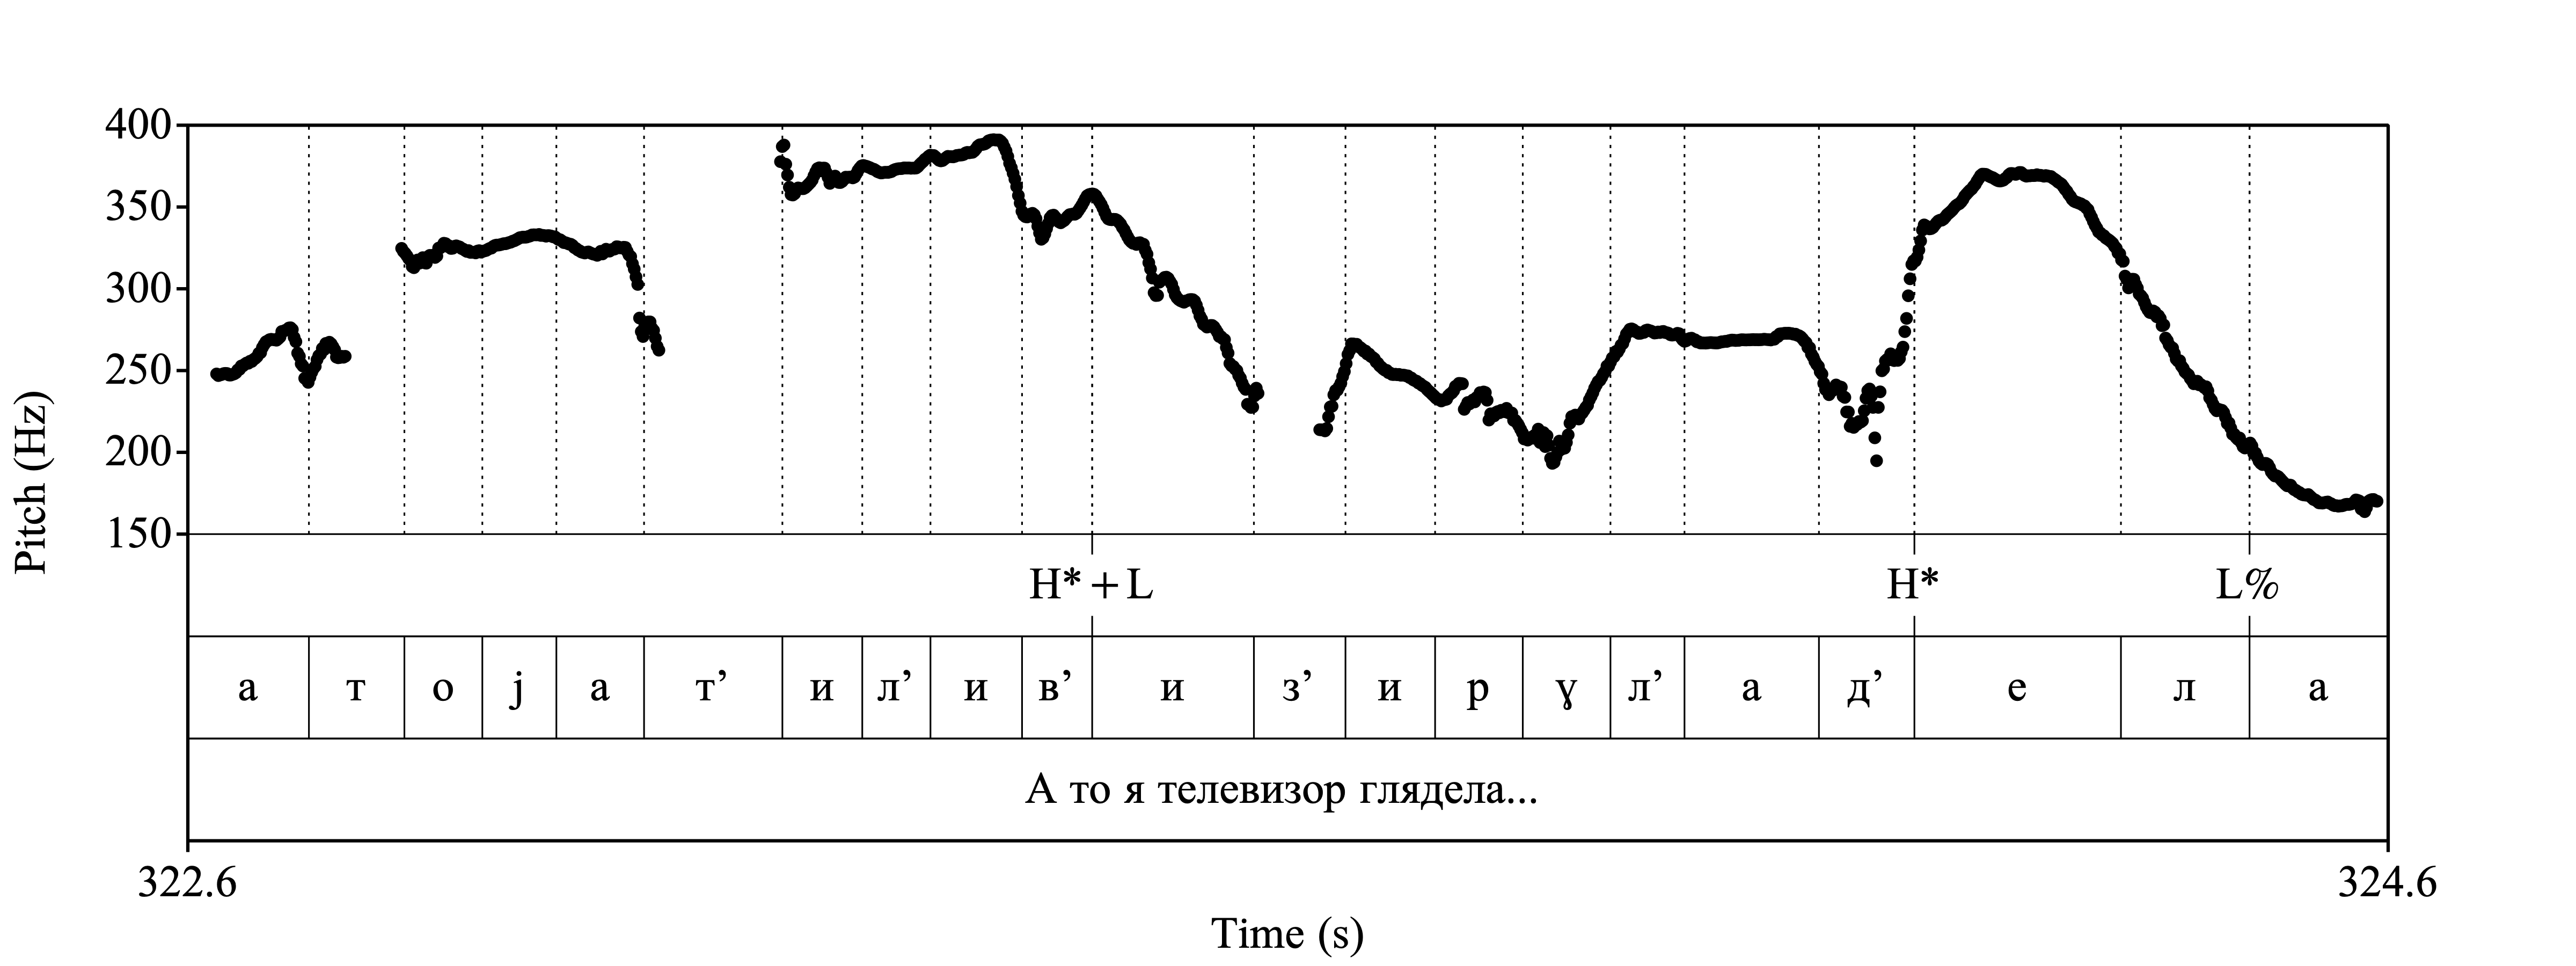 400
350
300
250
200
150
Pitch (Hz)
H* + L H* L%
а т о j а т’ и л’ и в’ и з’ и р ɣ л’ а д’ е л а
А то я телевизор глядела...
322.6 324.6
Time (s)